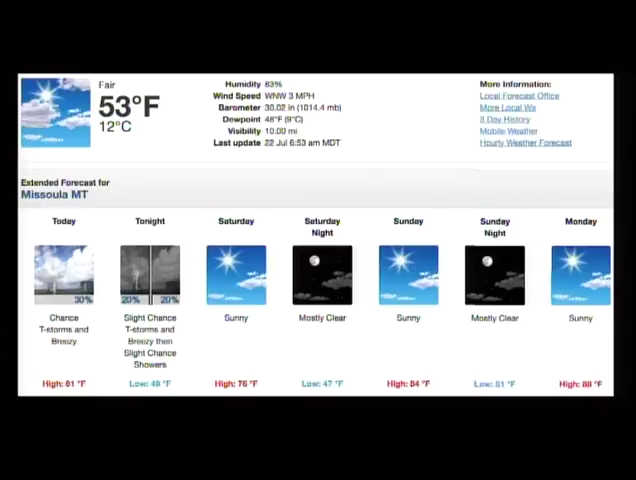 Fair
53°F
12°C
Humidity 83%
Wind Speed WNW 3 MPH
Barometer 30.02 in (1014.4 mb)
Dewpoint 48°F (9°C)
Visibility 10.00 mi
Last update 22 Jul 6:53 am MDT
More Information:
Local Forecast Office
More Local Wx
3 Day History
Mobile Weather
Hourly Weather Forecast
Extended Forecast for
Missoula MT
Today
Tonight
Saturday
Saturday Night
Sunday
Sunday Night
Monday
30%
20%
20%
Chance
T-storms and
Breezy
Slight Chance
T-storms and
Breezy then
Slight Chance
Showers
Sunny
Mostly Clear
Sunny
Mostly Clear
Sunny
High: 61 °F
Low: 49 °F
High: 76 °F
Low: 47 °F
High: 84 °F
Low: 51 °F
High: 88 °F